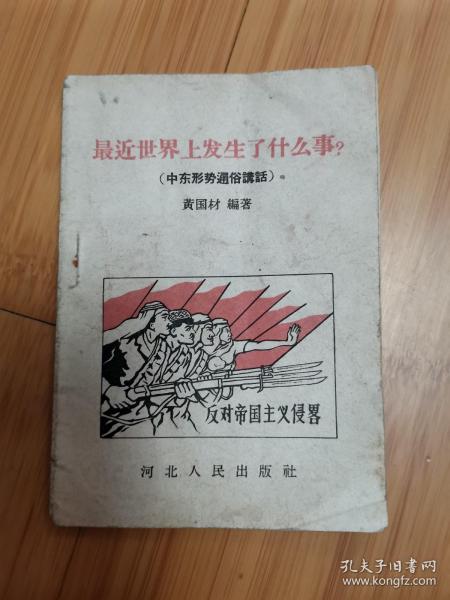 最近世界上发生了什么事?
(中东形势通俗講話)
黄国材 編著
反对帝国主义侵畧
河北人民出版社
孔夫子旧书网
www.kongfz.com